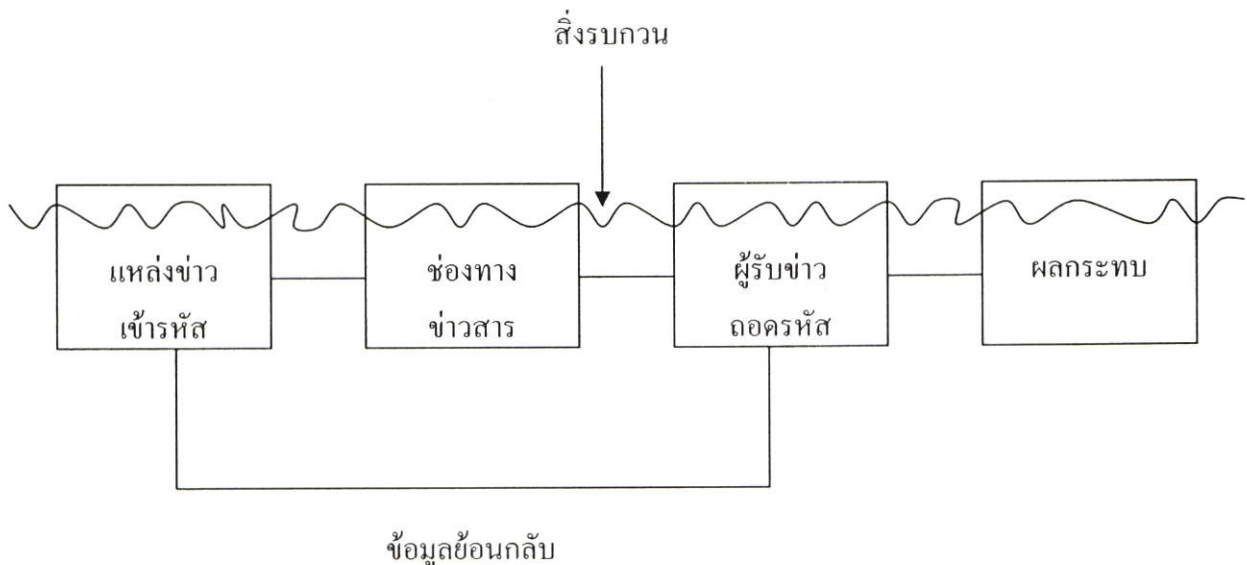 สิ่งรบกวน
แหล่งข่าว
เข้ารหัส
ช่องทาง
ข่าวสาร
ผู้รับข่าว
ถอดรหัส
ผลกระทบ
ข้อมูลย้อนกลับ